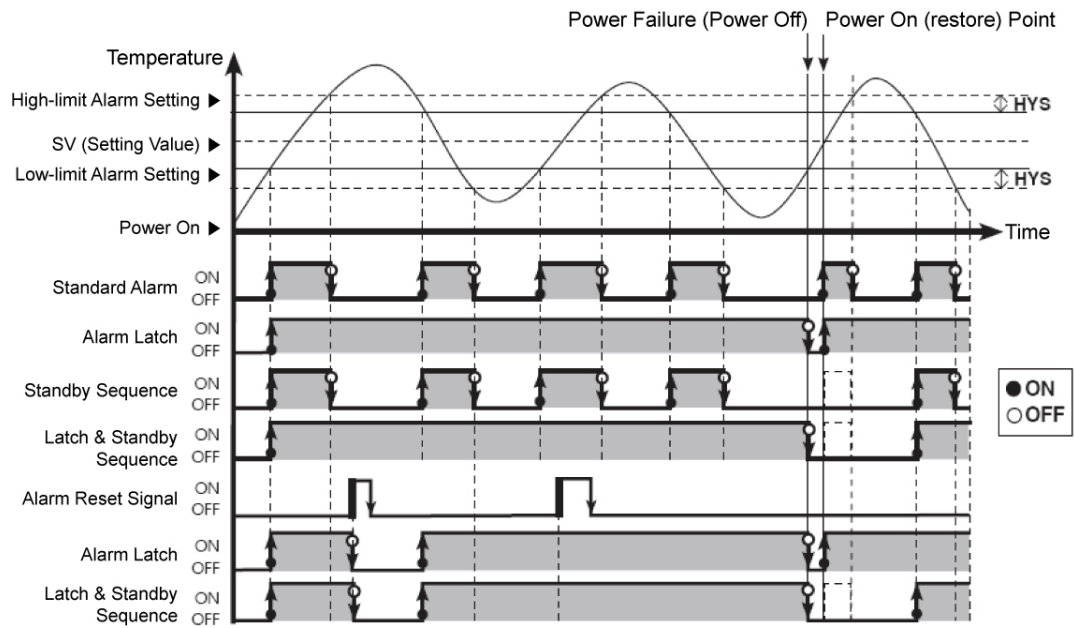 Power Failure (Power Off) Power On (restore) Point
Temperature
High-limit Alarm Setting ▶
HYS
SV (Setting Value) ▶
Low-limit Alarm Setting ▶
HYS
Power On ▶
Time
Standard Alarm
ON
OFF
Alarm Latch
ON
OFF
Standby Sequence
ON
OFF
Latch & Standby
Sequence
ON
OFF
Alarm Reset Signal
ON
OFF
Alarm Latch
ON
OFF
Latch & Standby
Sequence
ON
OFF
● ON
○ OFF